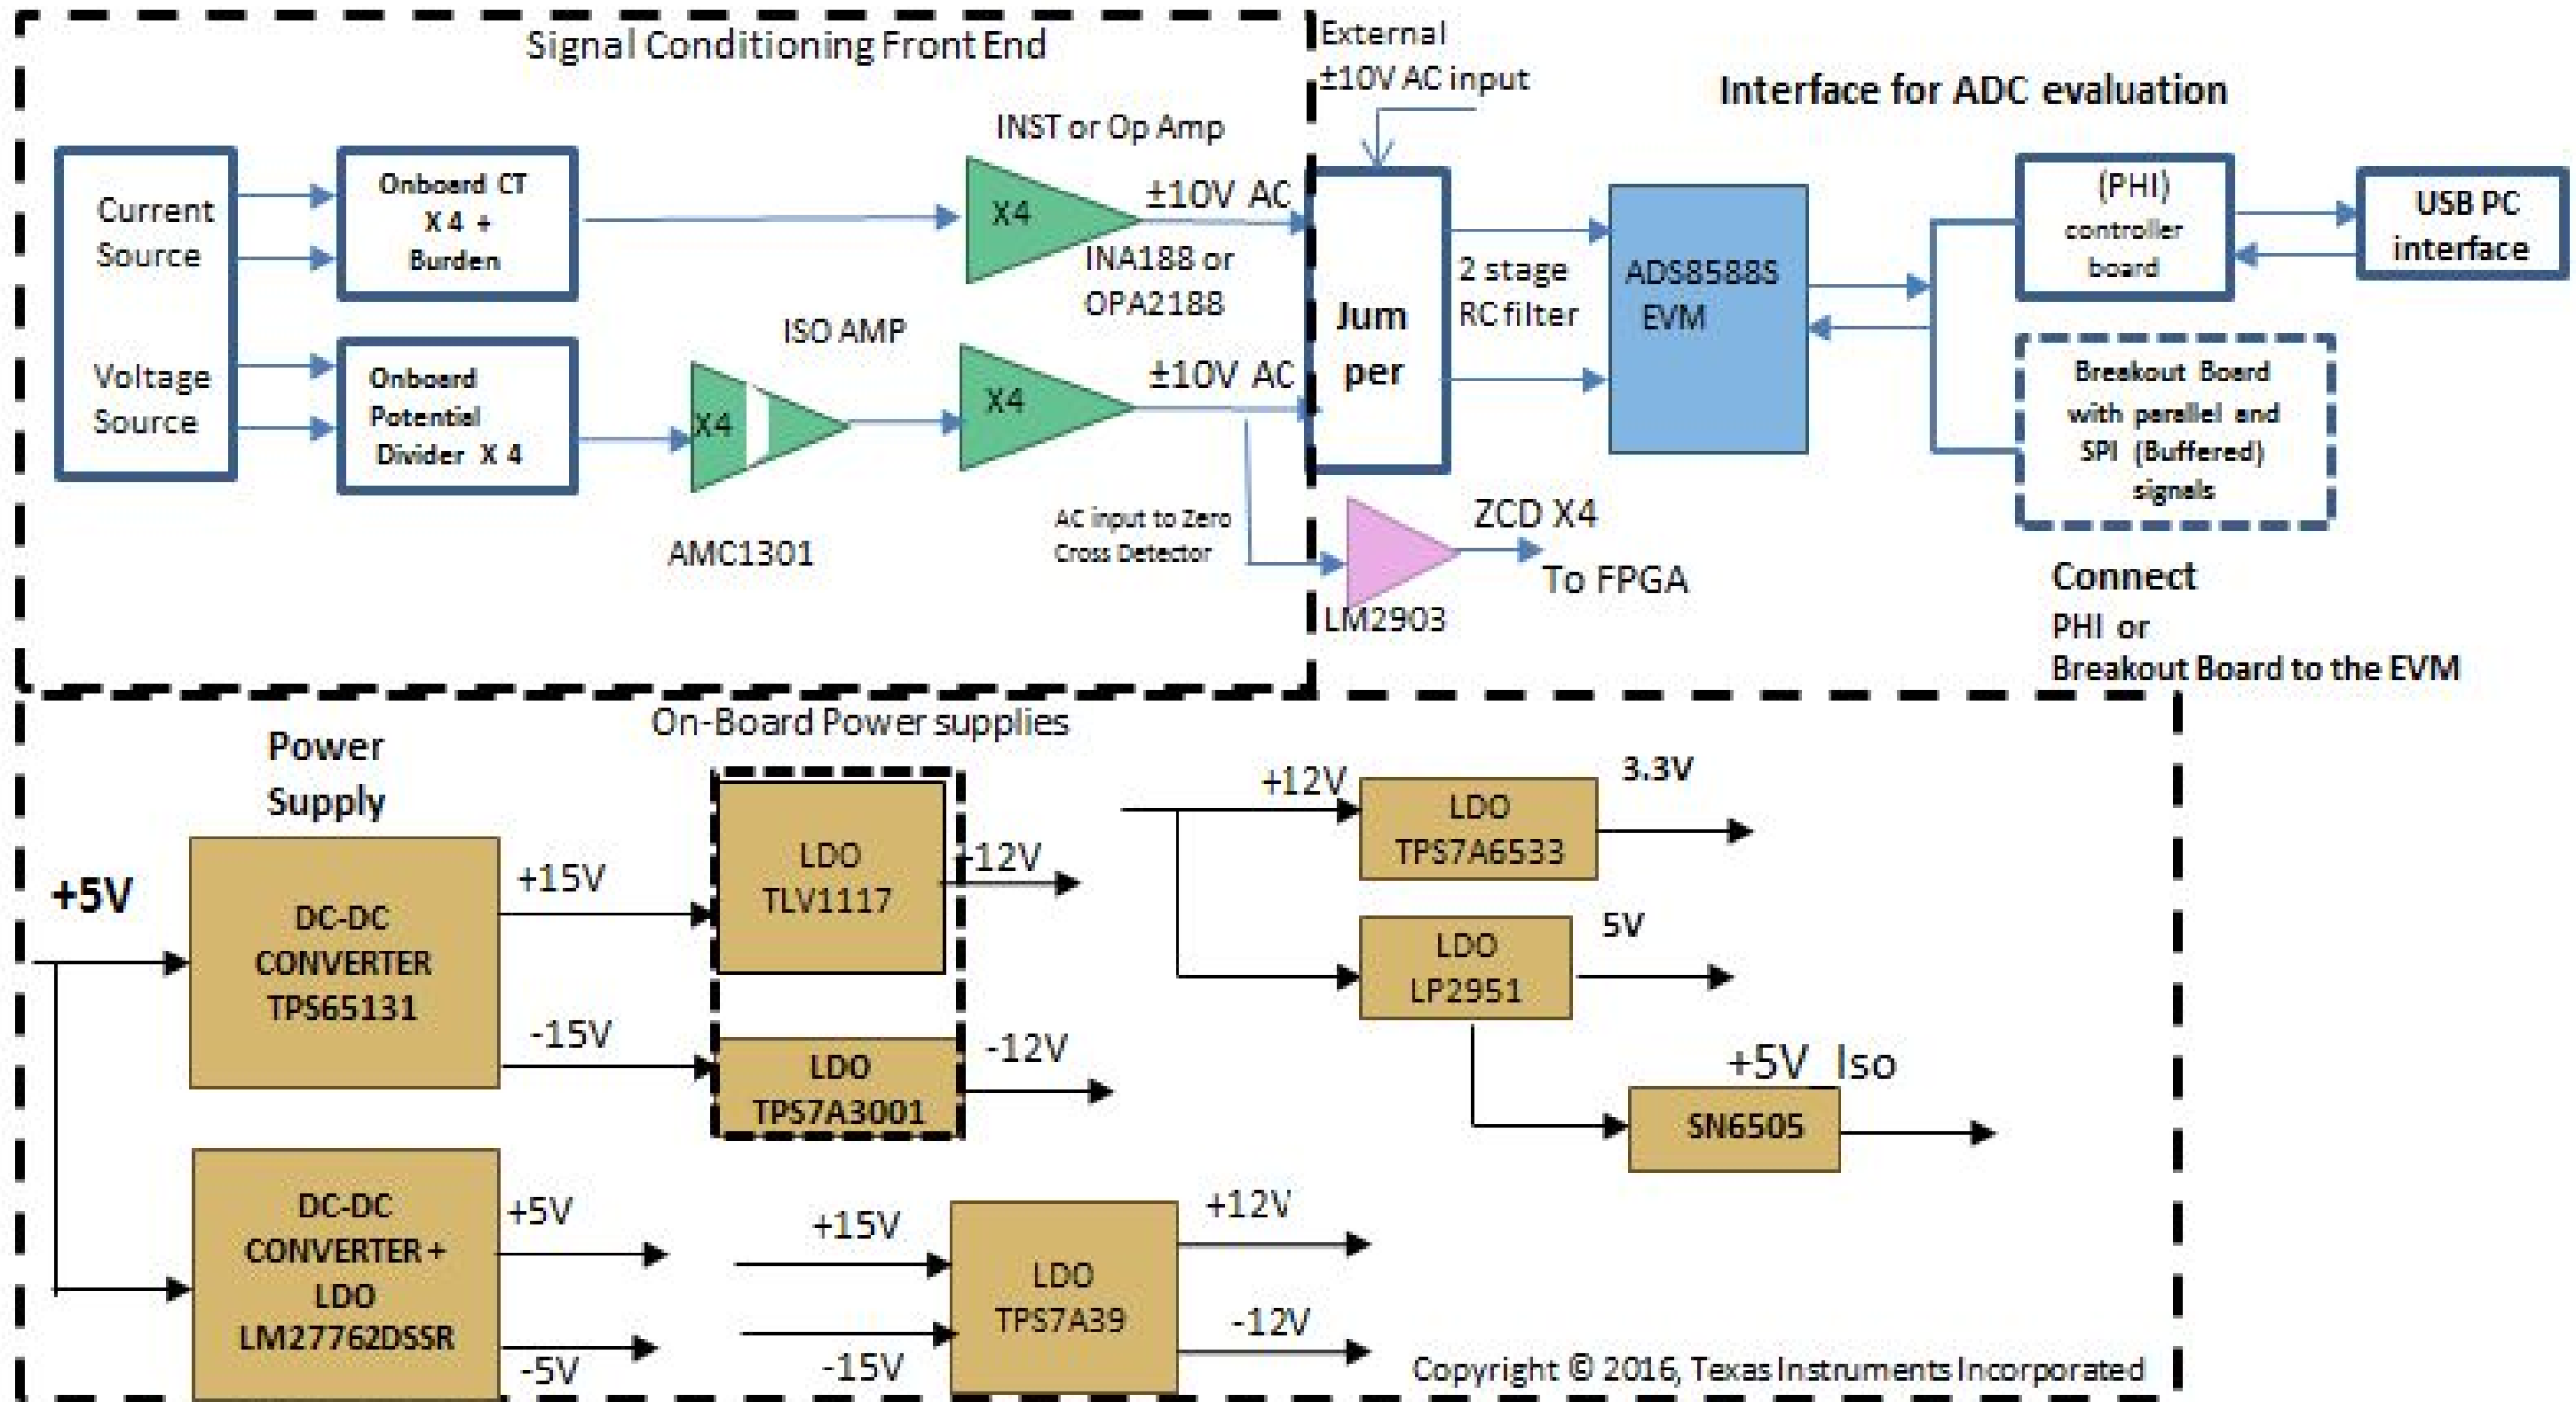 Signal Conditioning Front End
External
±10V AC input
Interface for ADC evaluation
INST or Op Amp
Current
Source
Voltage
Source
Onboard CT
X 4 +
Burden
Onboard
Potential
Divider X 4
X4
±10V AC
INA188 or
OPA2188
ISO AMP
X4
AMC1301
X4
±10V AC
AC input to Zero
Cross Detector
Jum
per
2 stage
RC filter
ADS8588S
EVM
(PHI)
controller
board
USB PC
interface
Breakout Board
with parallel and
SPI (Buffered)
signals
ZCD X4
To FPGA
LM2903
Connect
PHI or
Breakout Board to the EVM
On-Board Power supplies
Power
Supply
+5V
DC-DC
CONVERTER
TPS65131
+15V
-15V
LDO
TLV1117
+12V
LDO
TPS7A3001
-12V
+12V
LDO
TPS7A6533
3.3V
LDO
LP2951
5V
+5V_Iso
SN6505
DC-DC
CONVERTER +
LDO
LM27762DSSR
+5V
-5V
+15V
-15V
LDO
TPS7A39
+12V
-12V
Copyright © 2016, Texas Instruments Incorporated